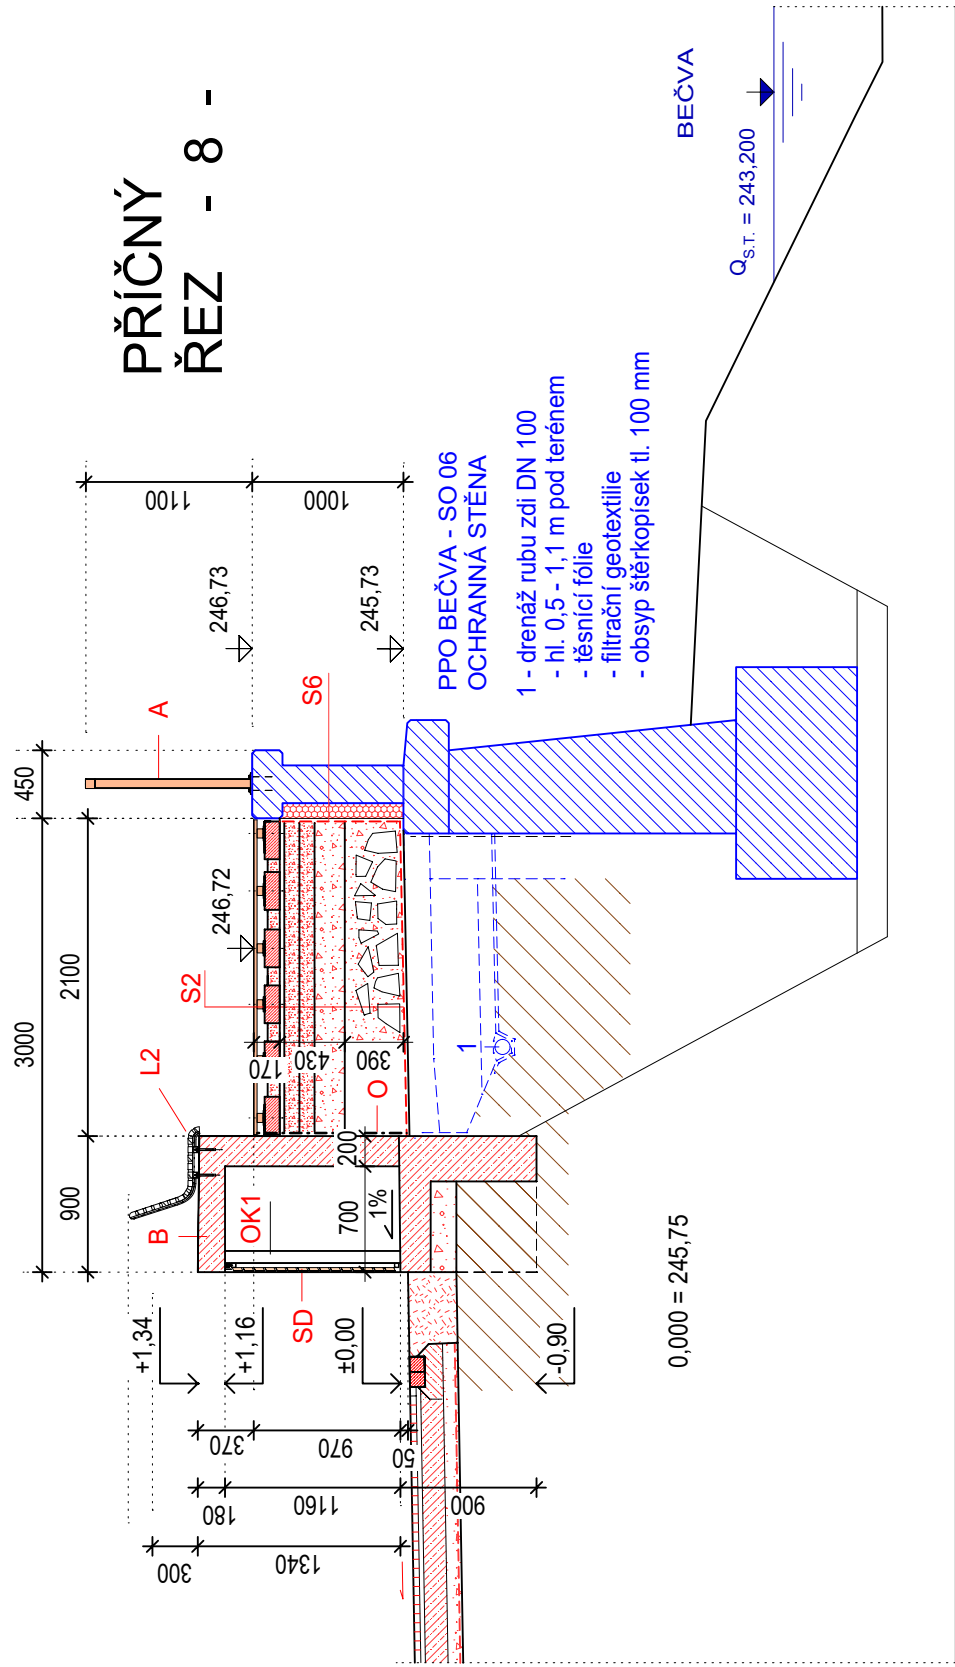 PŘÍČNÝ
ŘEZ - 8 -
BEČVA
Q S.T. = 243,200
1100
1000
246,73
245,73
PPO BEČVA - SO 06
OCHRANNÁ STĚNA
1 - drenáž rubu zdi DN 100
- hl. 0,5 - 1,1 m pod terénem
- těsnící fólie
- filtrační geotextilie
- obsyp štěrkopísek tl. 100 mm
A
S6
450
2100
3000
900
246,72
S2
L2
170
430
390
O
1
200
700
1%
B
OK1
SD
+1,34
+1,16
±0,00
-0,90
0,000 = 245,75
370
970
50
180
1160
900
300
1340